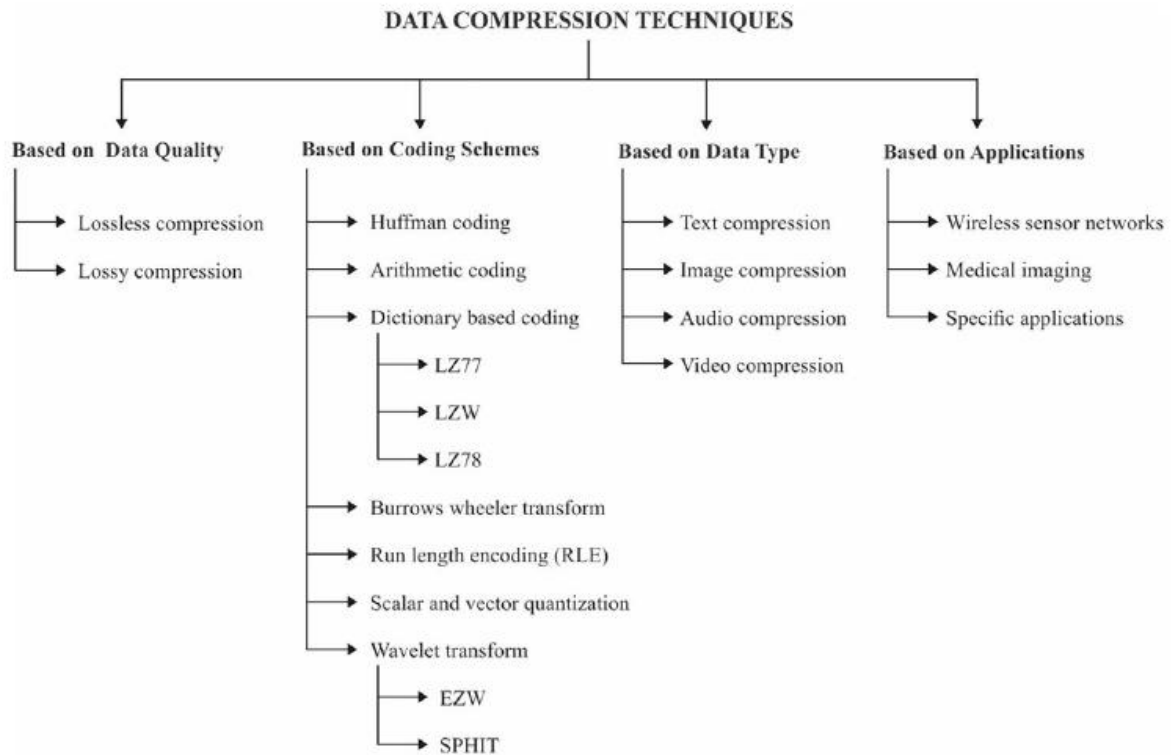 DATA COMPRESSION TECHNIQUES
Based on Data Quality
Lossless compression
Lossy compression
Based on Coding Schemes
Huffman coding
Arithmetic coding
Dictionary based coding
LZ77
LZW
LZ78
Burrows wheeler transform
Run length encoding (RLE)
Scalar and vector quantization
Wavelet transform
EZW
SPHIT
Based on Data Type
Text compression
Image compression
Audio compression
Video compression
Based on Applications
Wireless sensor networks
Medical imaging
Specific applications